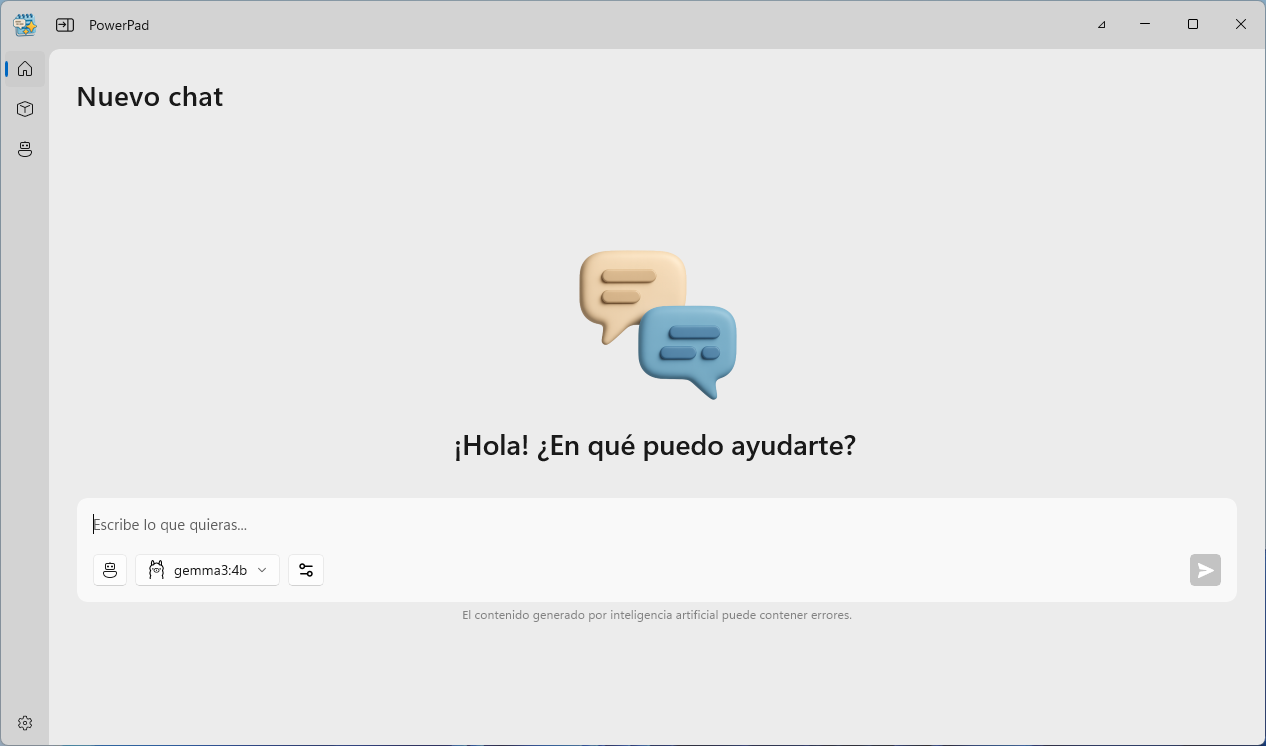 PowerPad
Nuevo chat
¡Hola! ¿En qué puedo ayudarte?
Escribe lo que quieras...
gemma3:4b
El contenido generado por inteligencia artificial puede contener errores.